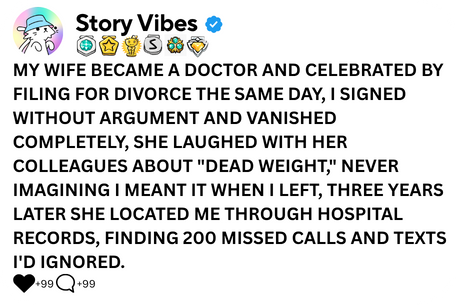 Story Vibes
MY WIFE BECAME A DOCTOR AND CELEBRATED BY
FILING FOR DIVORCE THE SAME DAY, I SIGNED
WITHOUT ARGUMENT AND VANISHED
COMPLETELY, SHE LAUGHED WITH HER
COLLEAGUES ABOUT "DEAD WEIGHT," NEVER
IMAGINING I MEANT IT WHEN I LEFT, THREE YEARS
LATER SHE LOCATED ME THROUGH HOSPITAL
RECORDS, FINDING 200 MISSED CALLS AND TEXTS
I'D IGNORED.
+99 +99